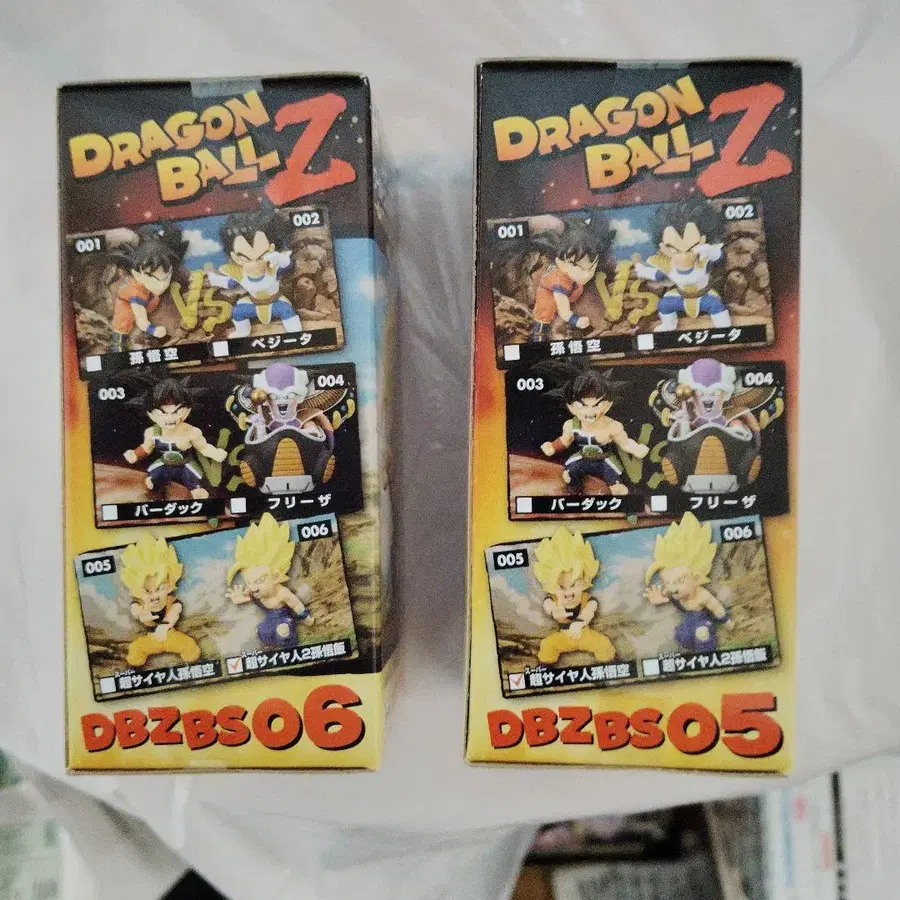 DRAGON
BALL Z
001
002
VS
孫悟空
ベジータ
003
004
VS
バーダック
フリーザ
005
006
スーパー
超サイヤ人孫悟空
スーパー
超サイヤ人2孫悟飯
DBZBS06
DRAGON
BALL Z
001
002
VS
孫悟空
ベジータ
003
004
VS
バーダック
フリーザ
005
006
スーパー
超サイヤ人孫悟空
スーパー
超サイヤ人2孫悟飯
DBZBS05